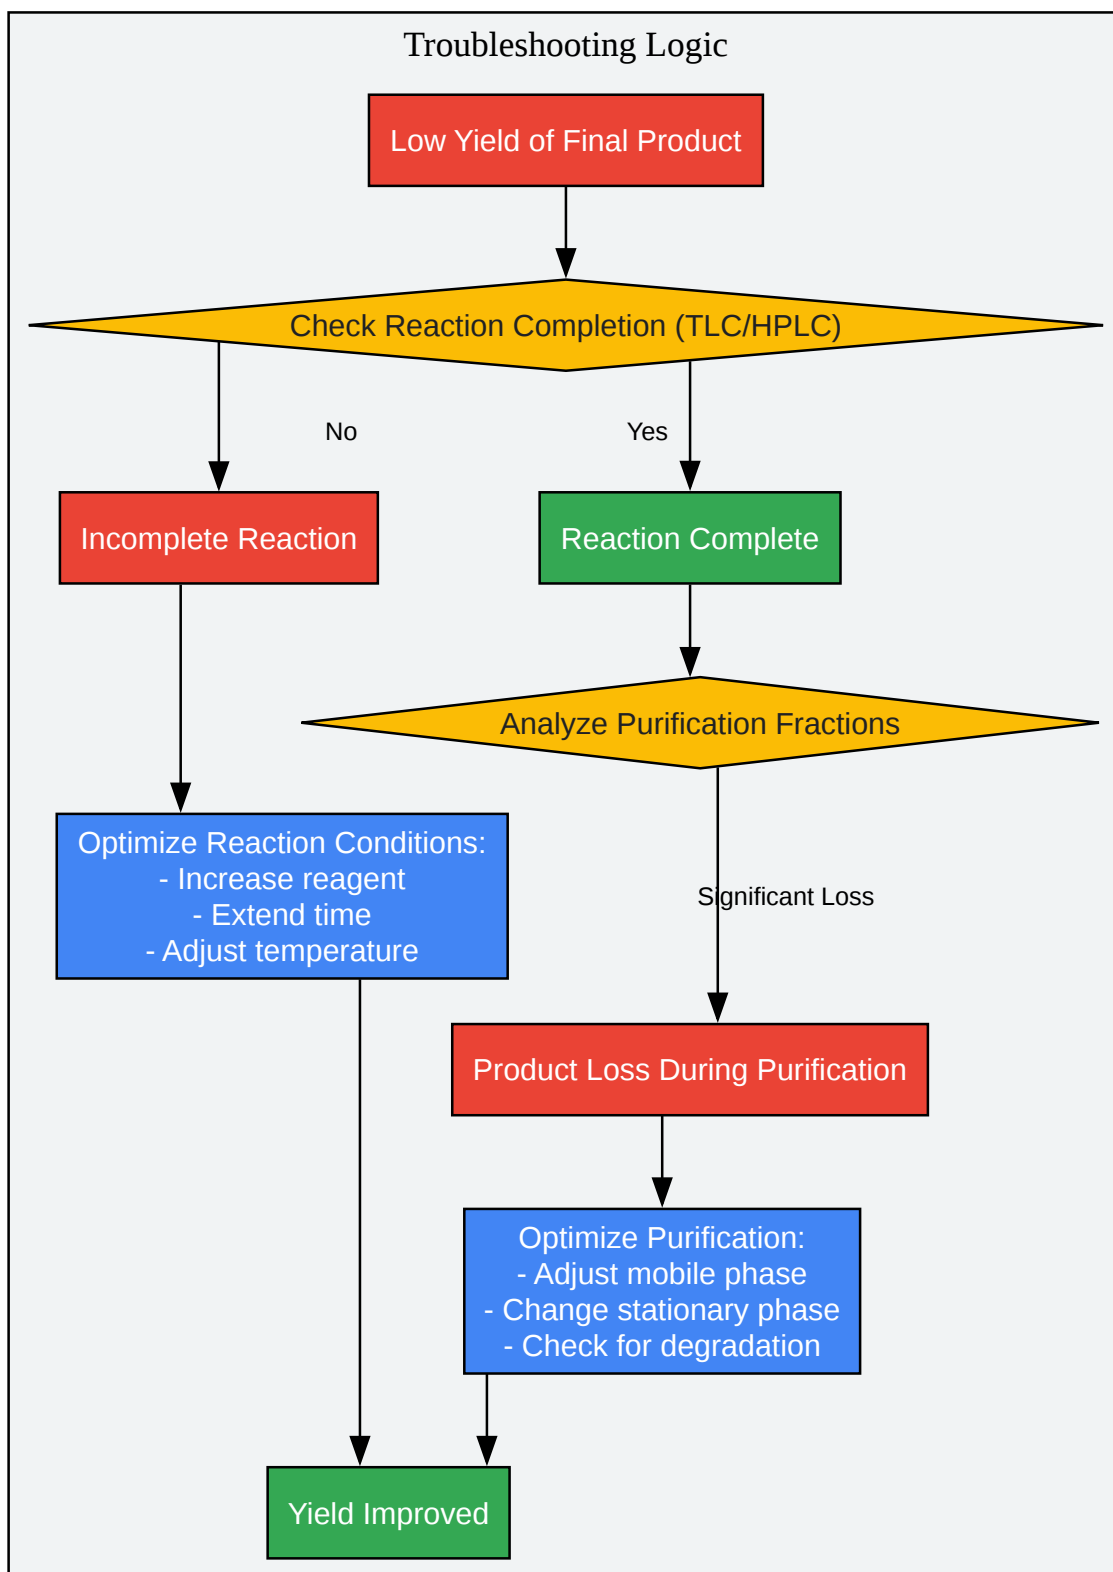 Troubleshooting Logic
Low Yield of Final Product
Check Reaction Completion (TLC/HPLC)
No
Yes
Incomplete Reaction
Reaction Complete
Analyze Purification Fractions
Optimize Reaction Conditions:
- Increase reagent
- Extend time
- Adjust temperature
Significant Loss
Product Loss During Purification
Optimize Purification:
- Adjust mobile phase
- Change stationary phase
- Check for degradation
Yield Improved